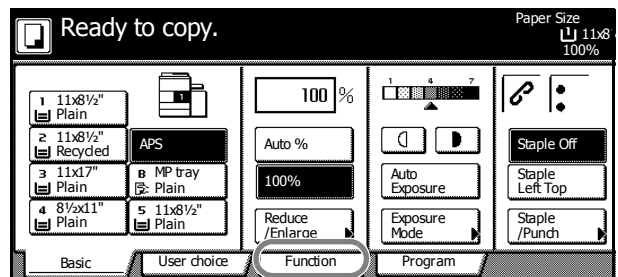 Ready to copy.
Paper Size
1 11x8
100%
1 11x8½"
Plain
2 11x8½"
Recycled
3 11x17"
Plain
4 8½x11"
Plain
1
APS
B MP tray
Plain
5 11x8½"
Plain
100 %
Auto %
100%
Reduce
/Enlarge
1 4 7
Auto
Exposure
Exposure
Mode
Staple Off
Staple
Left Top
Staple
/Punch
Basic
User choice
Function
Program